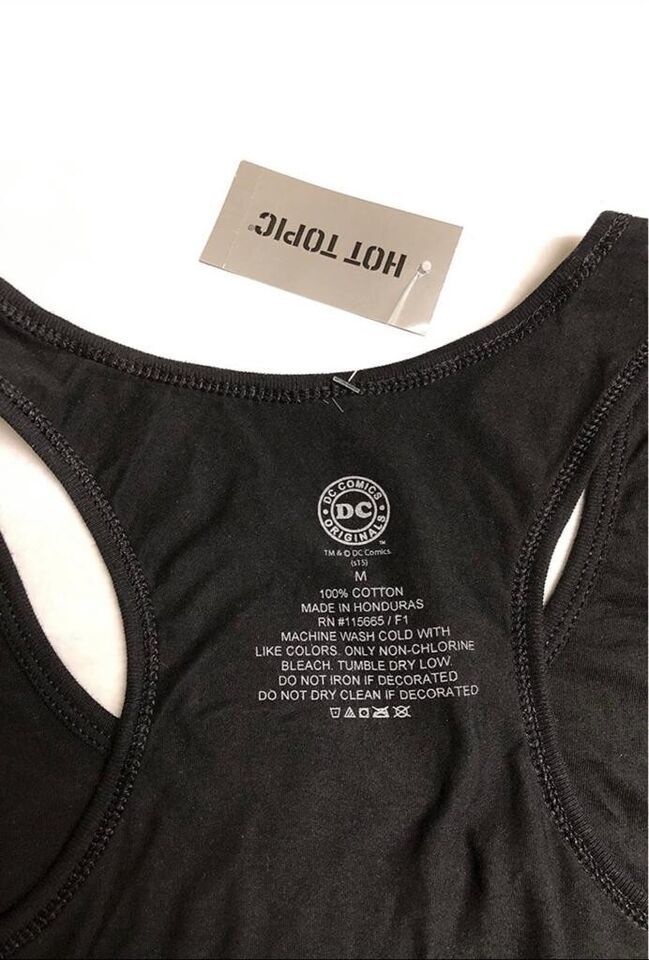 HOT TOPIC®
DC COMICS
DC
ORIGINALS
™
TM & © DC Comics.
(s15)
M
100% COTTON
MADE IN HONDURAS
RN #115665 / F1
MACHINE WASH COLD WITH
LIKE COLORS. ONLY NON-CHLORINE
BLEACH. TUMBLE DRY LOW.
DO NOT IRON IF DECORATED
DO NOT DRY CLEAN IF DECORATED